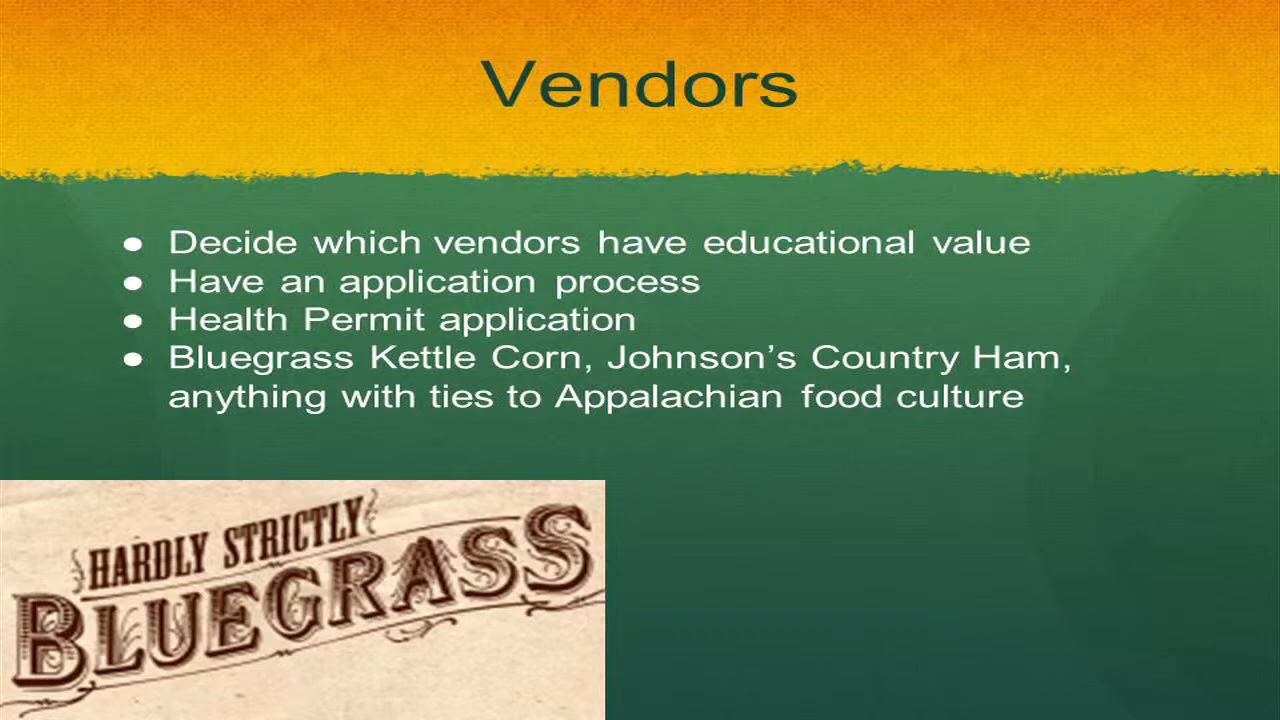 Vendors
● Decide which vendors have educational value
● Have an application process
● Health Permit application
● Bluegrass Kettle Corn, Johnson’s Country Ham,
anything with ties to Appalachian food culture
HARDLY STRICTLY
BLUEGRASS